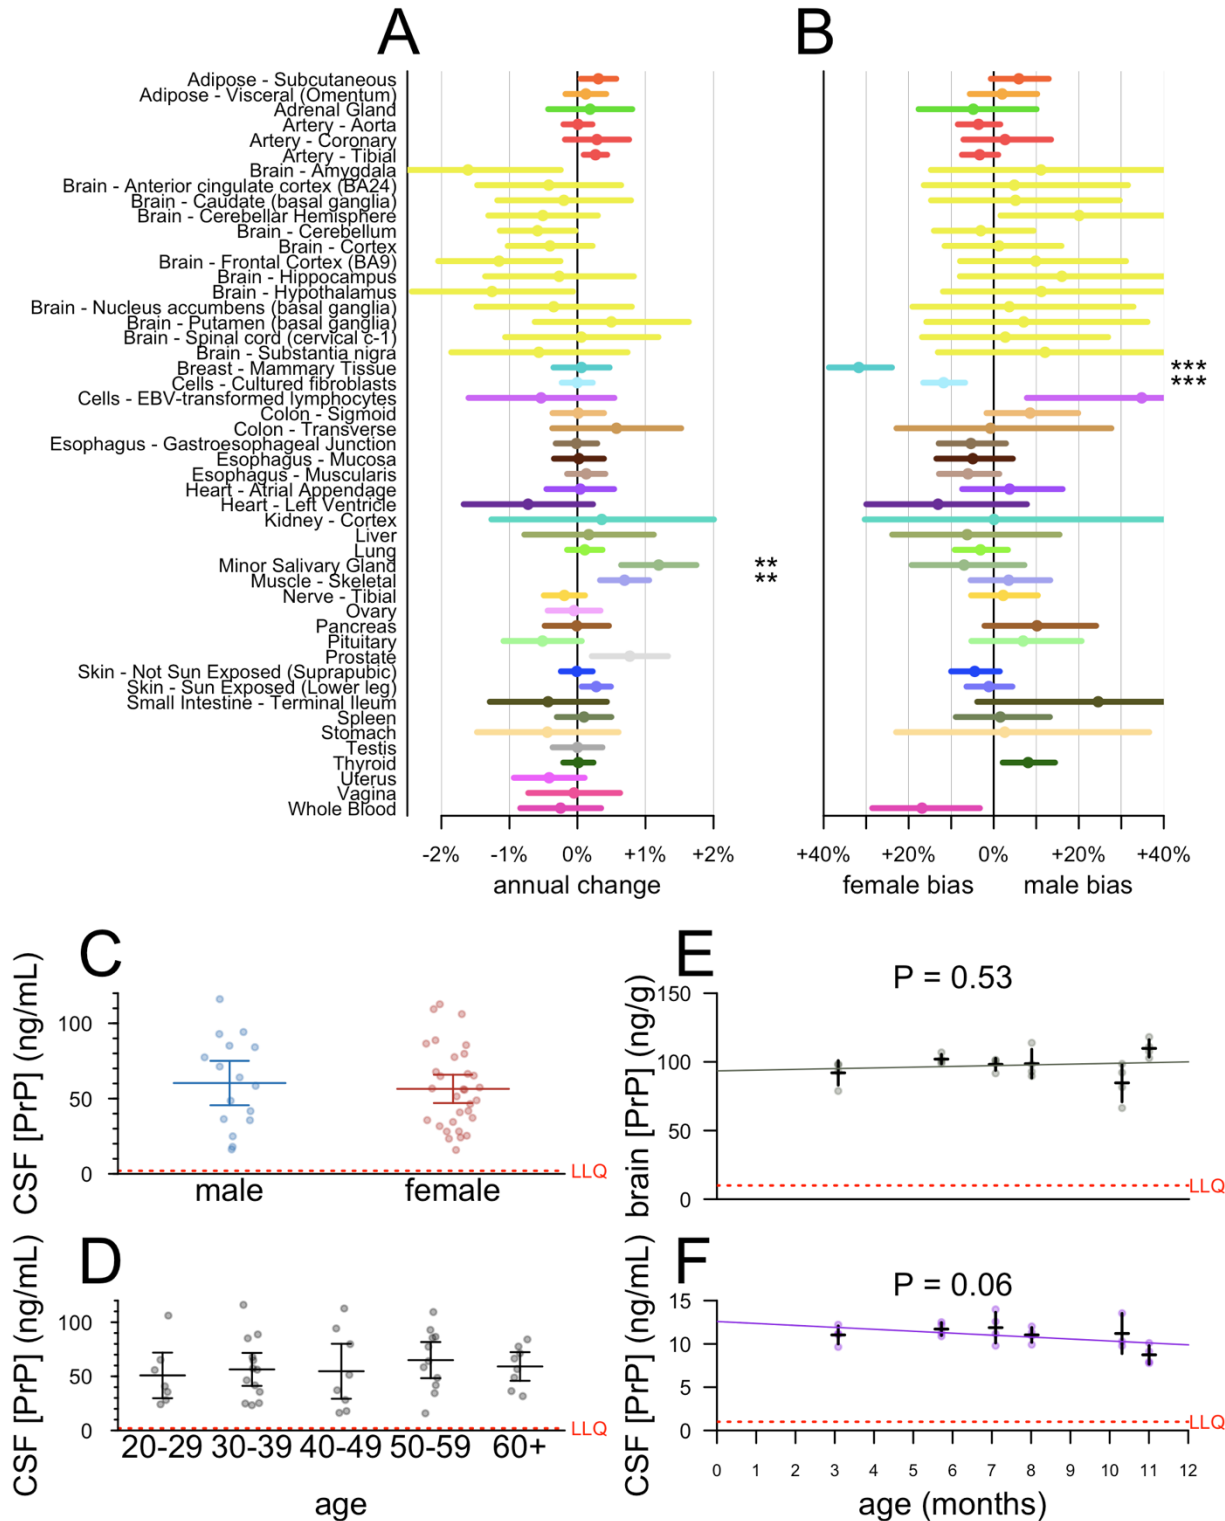 A
B
Adipose - Subcutaneous
Adipose - Visceral (Omentum)
Adrenal Gland
Artery - Aorta
Artery - Coronary
Artery - Tibial
Brain - Amygdala
Brain - Anterior cingulate cortex (BA24)
Brain - Caudate (basal ganglia)
Brain - Cerebellar Hemisphere
Brain - Cerebellum
Brain - Cortex
Brain - Frontal Cortex (BA9)
Brain - Hippocampus
Brain - Hypothalamus
Brain - Nucleus accumbens (basal ganglia)
Brain - Putamen (basal ganglia)
Brain - Spinal cord (cervical c-1)
Brain - Substantia nigra
Breast - Mammary Tissue ***
Cells - Cultured fibroblasts ***
Cells - EBV-transformed lymphocytes
Colon - Sigmoid
Colon - Transverse
Esophagus - Gastroesophageal Junction
Esophagus - Mucosa
Esophagus - Muscularis
Heart - Atrial Appendage
Heart - Left Ventricle
Kidney - Cortex
Liver
Lung
Minor Salivary Gland **
Muscle - Skeletal **
Nerve - Tibial
Ovary
Pancreas
Pituitary
Prostate
Skin - Not Sun Exposed (Suprapubic)
Skin - Sun Exposed (Lower leg)
Small Intestine - Terminal Ileum
Spleen
Stomach
Testis
Thyroid
Uterus
Vagina
Whole Blood
-2% -1% 0% +1% +2%
annual change
+40% +20% 0% +20% +40%
female bias male bias
C
CSF [PrP] (ng/mL)
100
50
0
LLQ
male female
D
CSF [PrP] (ng/mL)
100
50
0
LLQ
20-29 30-39 40-49 50-59 60+
age
E
P = 0.53
brain [PrP] (ng/g)
150
100
50
0
LLQ
F
P = 0.06
CSF [PrP] (ng/mL)
15
10
5
0
LLQ
0 1 2 3 4 5 6 7 8 9 10 11 12
age (months)